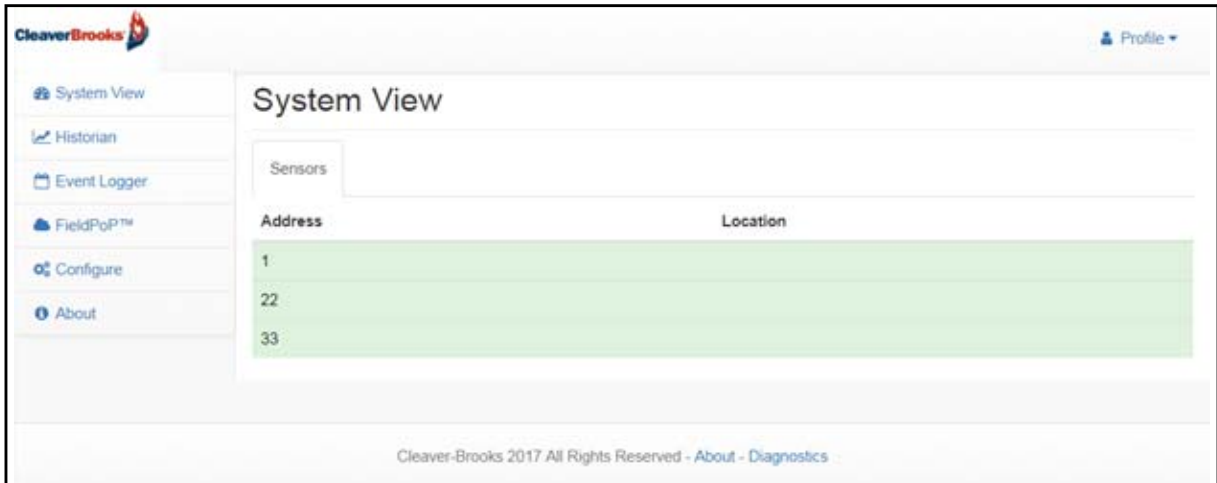 CleaverBrooks
Profile
System View
Historian
Event Logger
FieldPoP™
Configure
About
System View
Sensors
Address Location
1
22
33
Cleaver-Brooks 2017 All Rights Reserved - About - Diagnostics